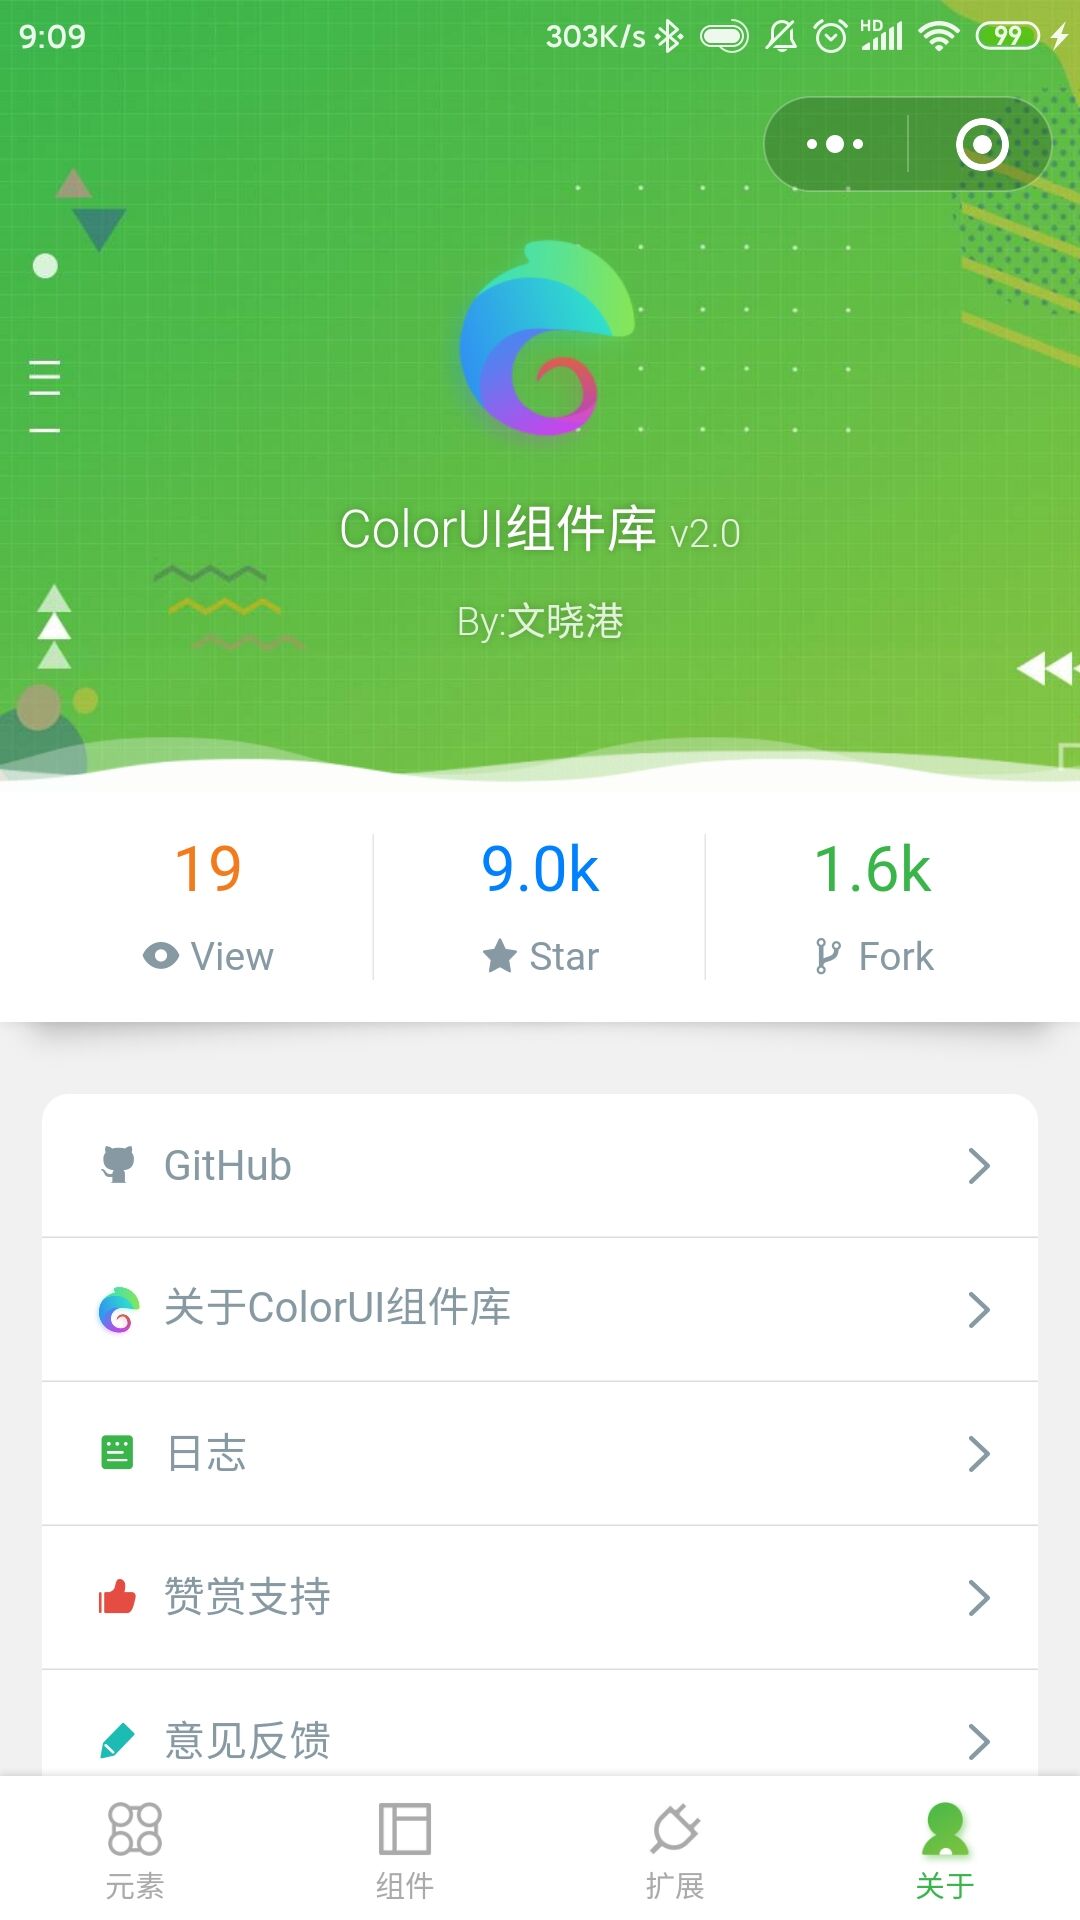 9:09 303K/s HD 99
ColorUI组件库 v2.0
By:文晓港
19 9.0k 1.6k
View Star Fork
GitHub
关于ColorUI组件库
日志
赞赏支持
意见反馈
元素 组件 扩展 关于